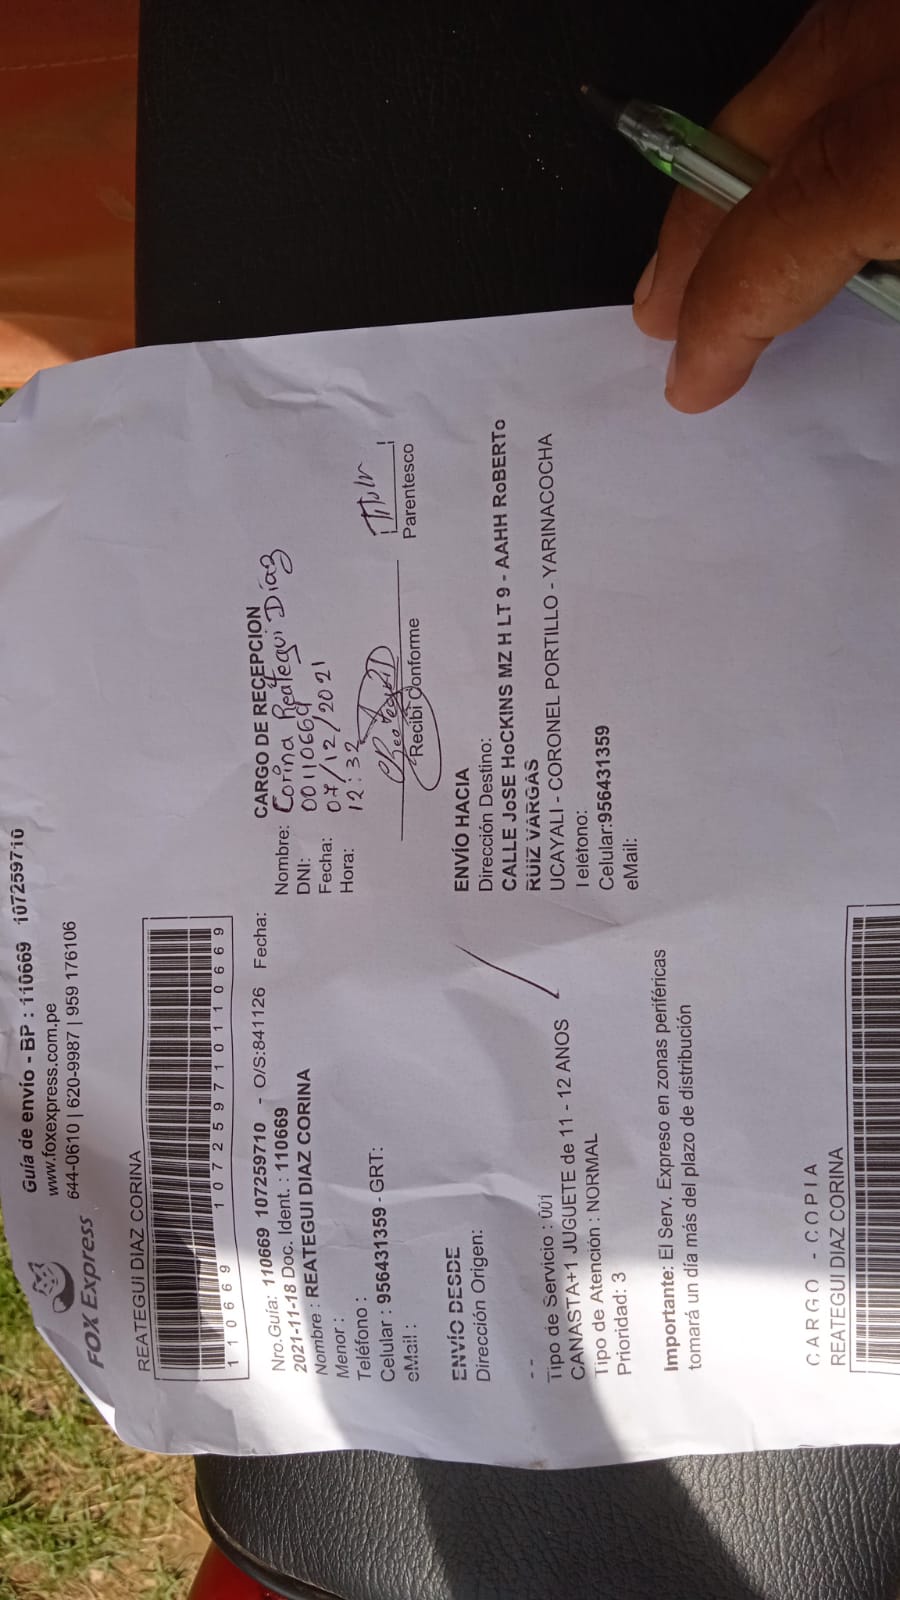 FOX Express
Guía de envío - BP : 110669 107259710
www.foxexpress.com.pe
644-0610 | 620-9987 | 959 176106
REATEGUI DIAZ CORINA
110669 107259710110669
Nro.Guía: 110669 107259710 - O/S:841126 Fecha:
2021-11-18 Doc. Ident. : 110669
Nombre : REATEGUI DIAZ CORINA
Menor :
Teléfono :
Celular : 956431359 - GRT:
eMail :
CARGO DE RECEPCION
Nombre: Corina Reátegui Díaz
DNI: 00110669
Fecha: 07/12/2021
Hora: 12:32
Titular
Recibí Conforme
Parentesco
ENVÍO DESDE
Dirección Origen:
- -
Tipo de Servicio : 001
CANASTA+1 JUGUETE de 11 - 12 ANOS
Tipo de Atención : NORMAL
Prioridad: 3
ENVÍO HACIA
Dirección Destino:
CALLE JoSE HoCKINS MZ H LT 9 - AAHH RoBERTo
RUIZ VARGAS
UCAYALI - CORONEL PORTILLO - YARINACOCHA
Teléfono:
Celular:956431359
eMail:
Importante: El Serv. Expreso en zonas periféricas
tomará un día más del plazo de distribución
CARGO - COPIA
REATEGUI DIAZ CORINA